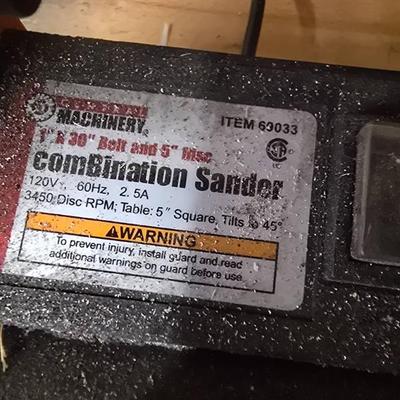 MACHINERY®
ITEM 69033
1" X 30" Belt and 5" Disc
comBination Sander
120V~, 60Hz, 2.5A
3450 Disc RPM; Table: 5" Square, Tilts to 45°
⚠WARNING
To prevent injury, install guard and read
additional warnings on guard before use.